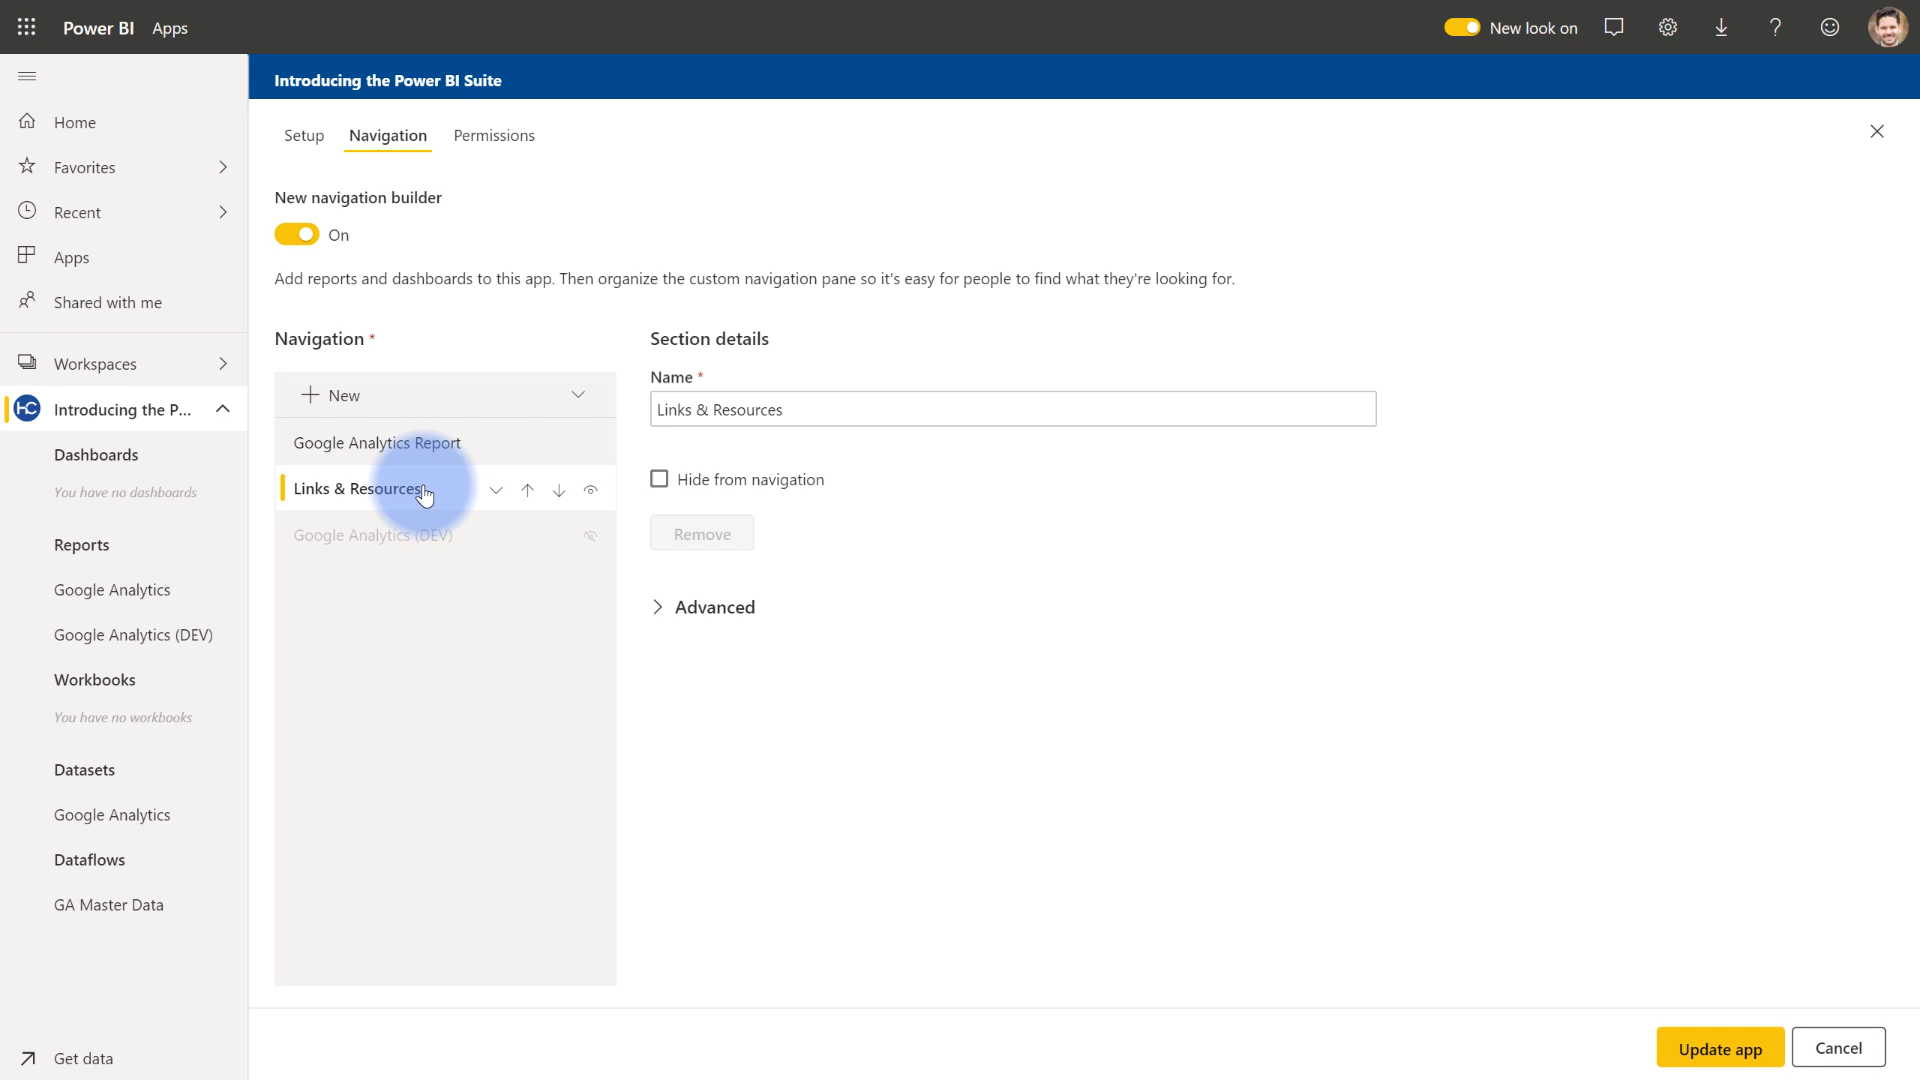 Power BI Apps
New look on
Introducing the Power BI Suite
Home
Favorites
Recent
Apps
Shared with me
Workspaces
HC
Introducing the P...
Dashboards
You have no dashboards
Reports
Google Analytics
Google Analytics (DEV)
Workbooks
You have no workbooks
Datasets
Google Analytics
Dataflows
GA Master Data
Get data
Setup Navigation Permissions
New navigation builder
On
Add reports and dashboards to this app. Then organize the custom navigation pane so it's easy for people to find what they're looking for.
Navigation *
New
Google Analytics Report
Links & Resources
Google Analytics (DEV)
Section details
Name *
Links & Resources
Hide from navigation
Remove
Advanced
Update app
Cancel